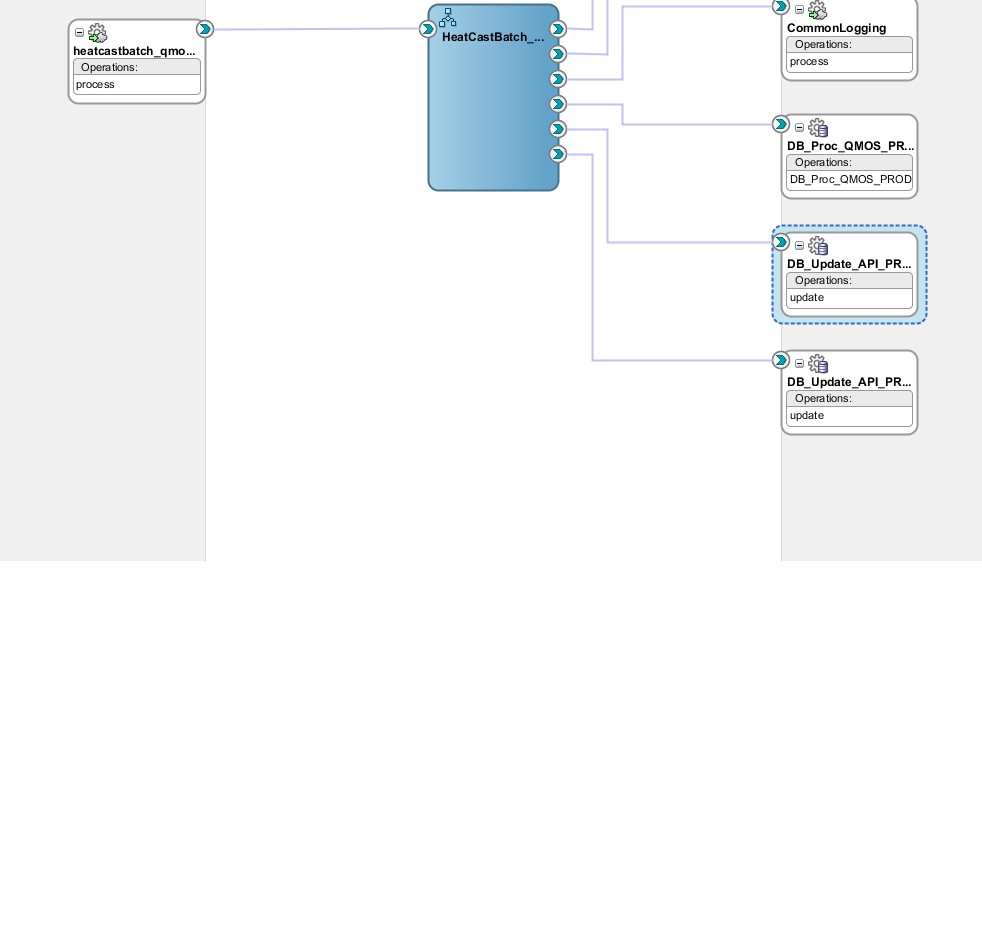 heatcastbatch_qmo...
Operations:
process
HeatCastBatch_...
CommonLogging
Operations:
process
DB_Proc_QMOS_PR...
Operations:
DB_Proc_QMOS_PROD
DB_Update_API_PR...
Operations:
update
DB_Update_API_PR...
Operations:
update